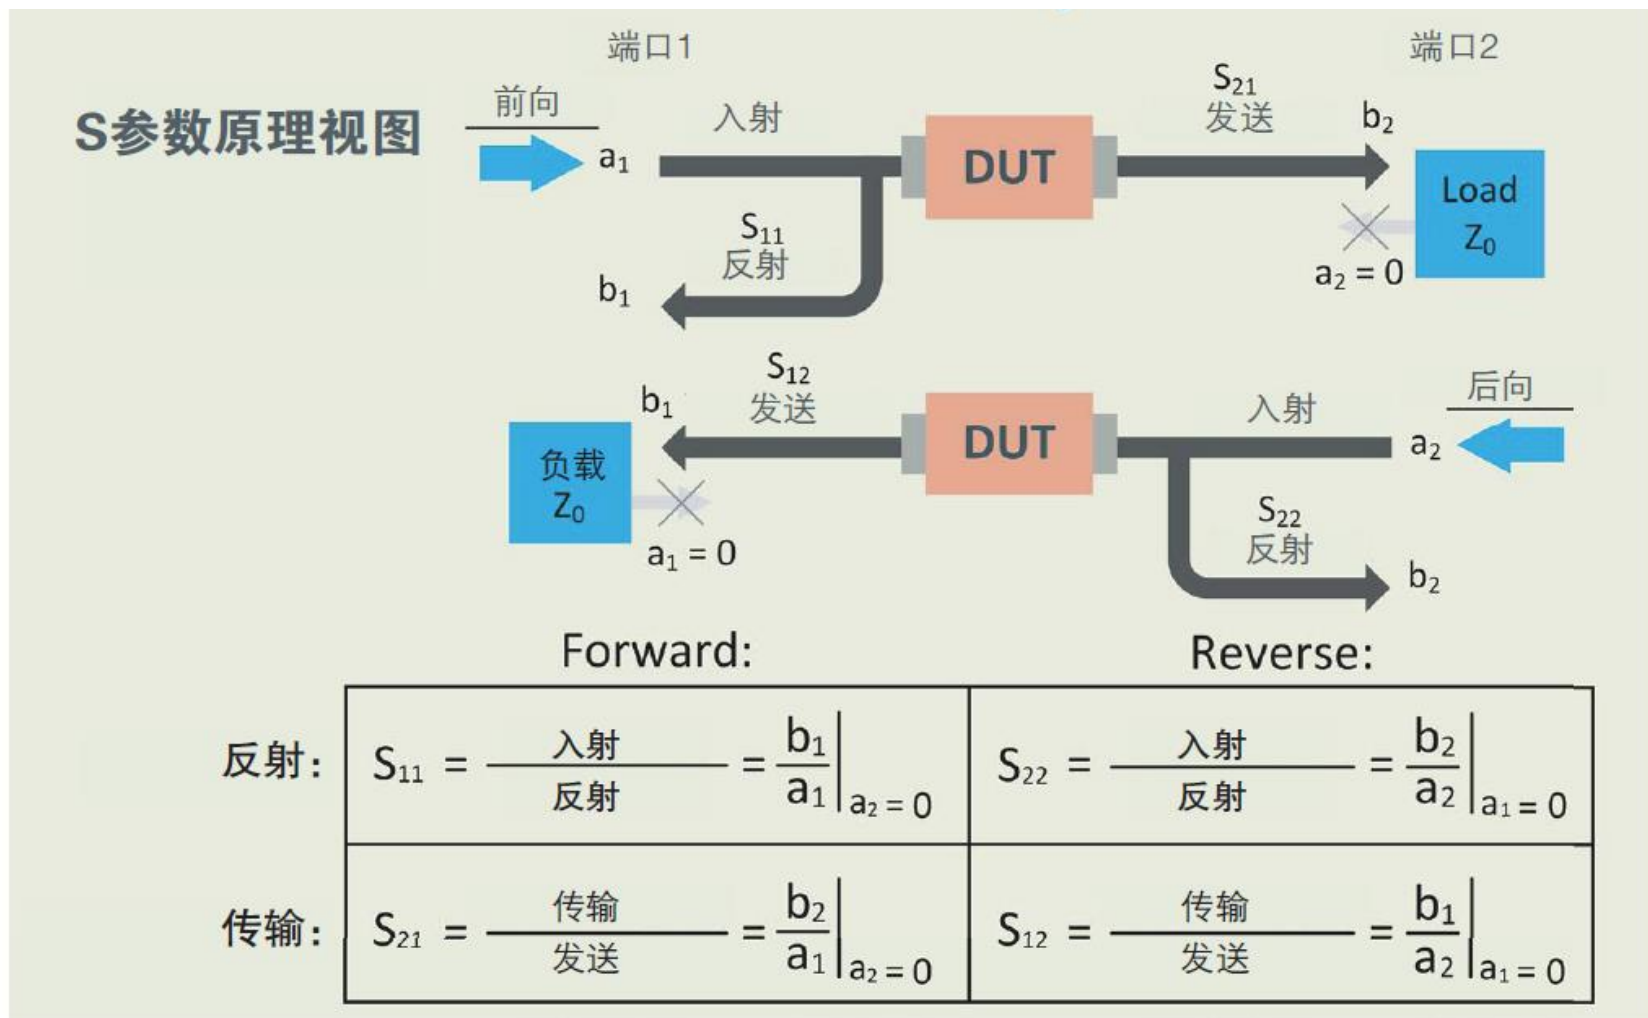 端口1
端口2
S参数原理视图
前向
a₁
入射
S₁₁
反射
b₁
DUT
S₂₁
发送
b₂
Load
Z₀
a₂ = 0
负载
Z₀
a₁ = 0
b₁
S₁₂
发送
DUT
入射
a₂
后向
S₂₂
反射
b₂
Forward:
Reverse:
反射:
S₁₁ = 入射 / 反射 = b₁ / a₁ | a₂ = 0
S₂₂ = 入射 / 反射 = b₂ / a₂ | a₁ = 0
传输:
S₂₁ = 传输 / 发送 = b₂ / a₁ | a₂ = 0
S₁₂ = 传输 / 发送 = b₁ / a₂ | a₁ = 0